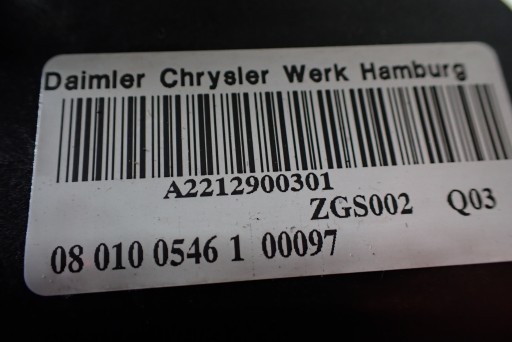 Daimler Chrysler Werk Hamburg
A2212900301
ZGS002 Q03
08 010 0546 1 00097